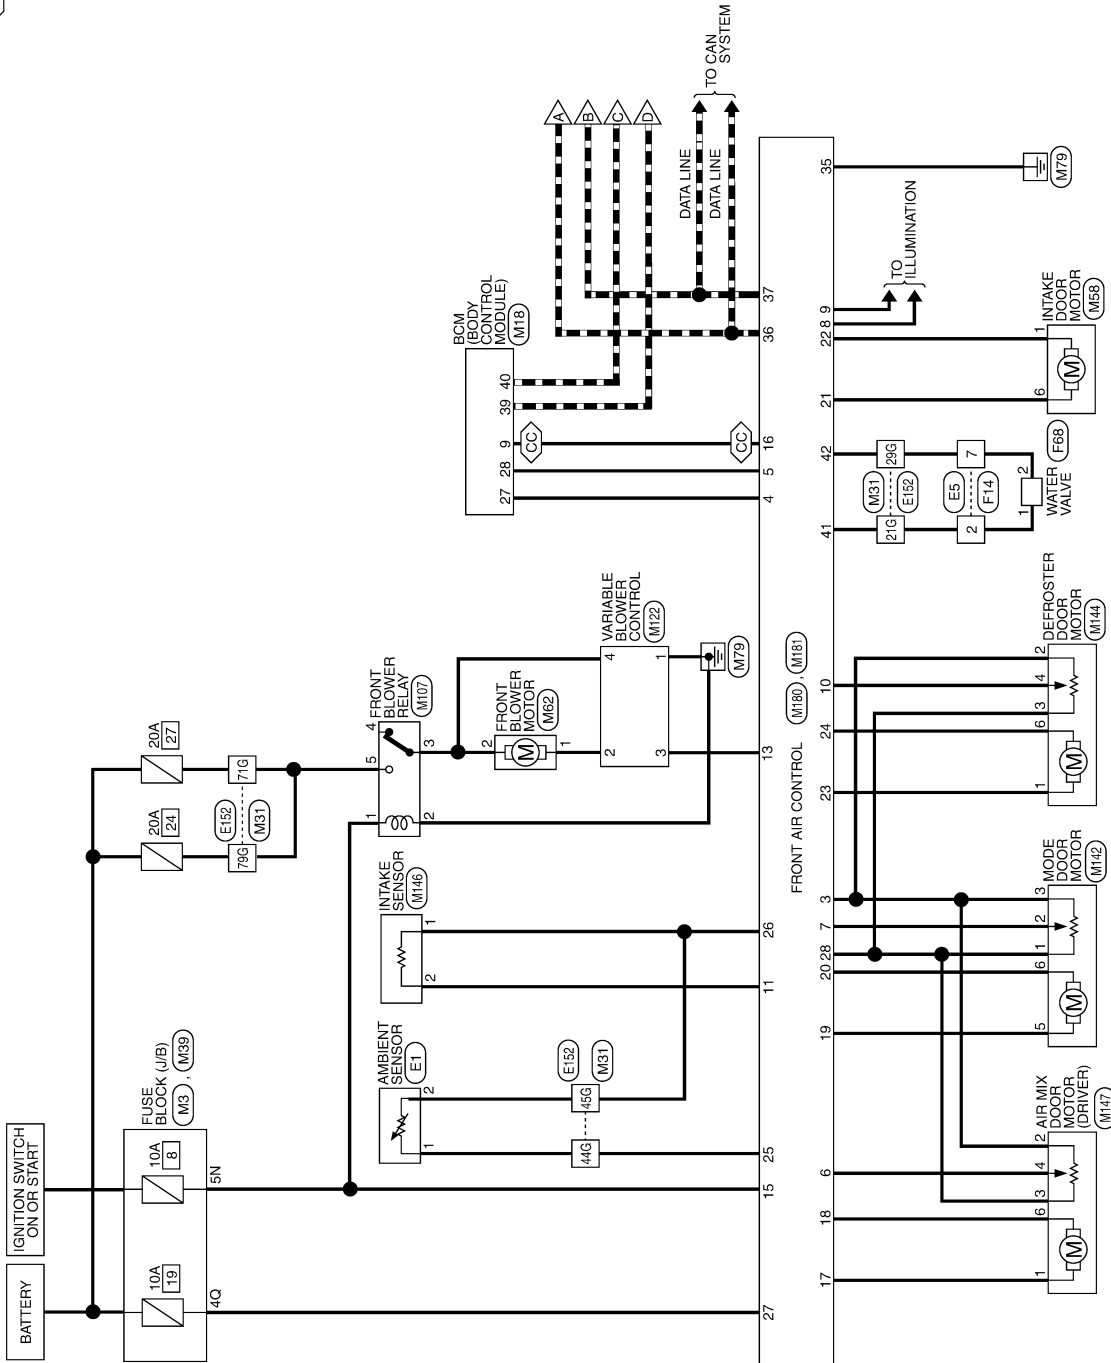 IGNITION SWITCH
ON OR START
BATTERY
FUSE
BLOCK (J/B)
M3 , M39
10A
8
5N
10A
19
4Q
20A
27
20A
24
71G
79G
E152
M31
FRONT
BLOWER
RELAY
M107
4
5
3
1
2
FRONT
BLOWER
MOTOR
M62
2
M
1
VARIABLE
BLOWER
CONTROL
M122
4
1
2
3
M79
INTAKE
SENSOR
M146
1
2
AMBIENT
SENSOR
E1
2
1
E152
M31
45G
44G
BCM
(BODY
CONTROL
MODULE)
M18
40
39
9
28
27
CC
CC
A
B
C
D
DATA LINE
DATA LINE
TO CAN
SYSTEM
37
36
16
5
4
13
26
11
25
15
27
FRONT AIR CONTROL
M180 , M181
35
9
8
22
21
42
41
10
24
23
3
7
28
20
19
6
18
17
M79
TO
ILLUMINATION
INTAKE
DOOR
MOTOR
M58
1
M
6
F68
WATER
VALVE
2
1
29G
M31
E152
21G
7
E5
F14
2
DEFROSTER
DOOR
MOTOR
M144
2
4
3
6
M
1
MODE
DOOR
MOTOR
M142
3
2
1
6
M
5
AIR MIX
DOOR
MOTOR
(DRIVER)
M147
2
4
3
6
M
1